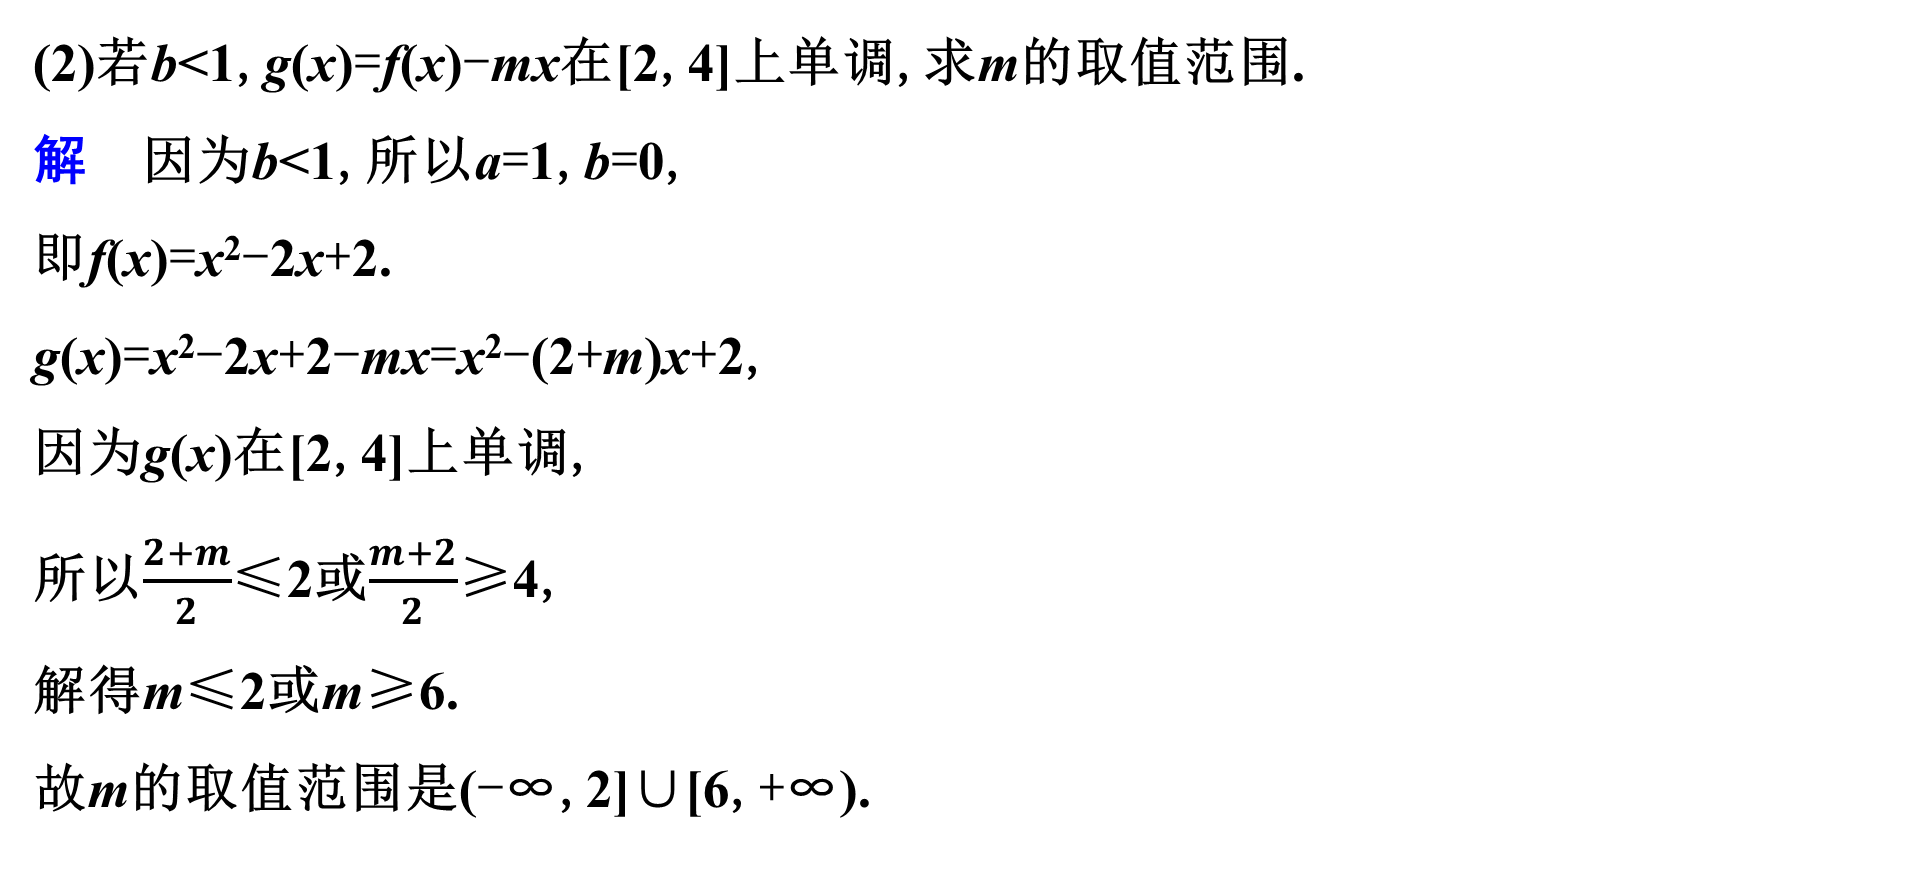 (2)若b<1, g(x)=f(x)−mx在[2, 4]上单调, 求m的取值范围.
解　因为b<1, 所以a=1, b=0,
即f(x)=x²−2x+2.
g(x)=x²−2x+2−mx=x²−(2+m)x+2,
因为g(x)在[2, 4]上单调,
所以\frac{2+m}{2}⩽2或\frac{m+2}{2}⩾4,
解得m⩽2或m⩾6.
故m的取值范围是(−∞, 2]∪[6, +∞).